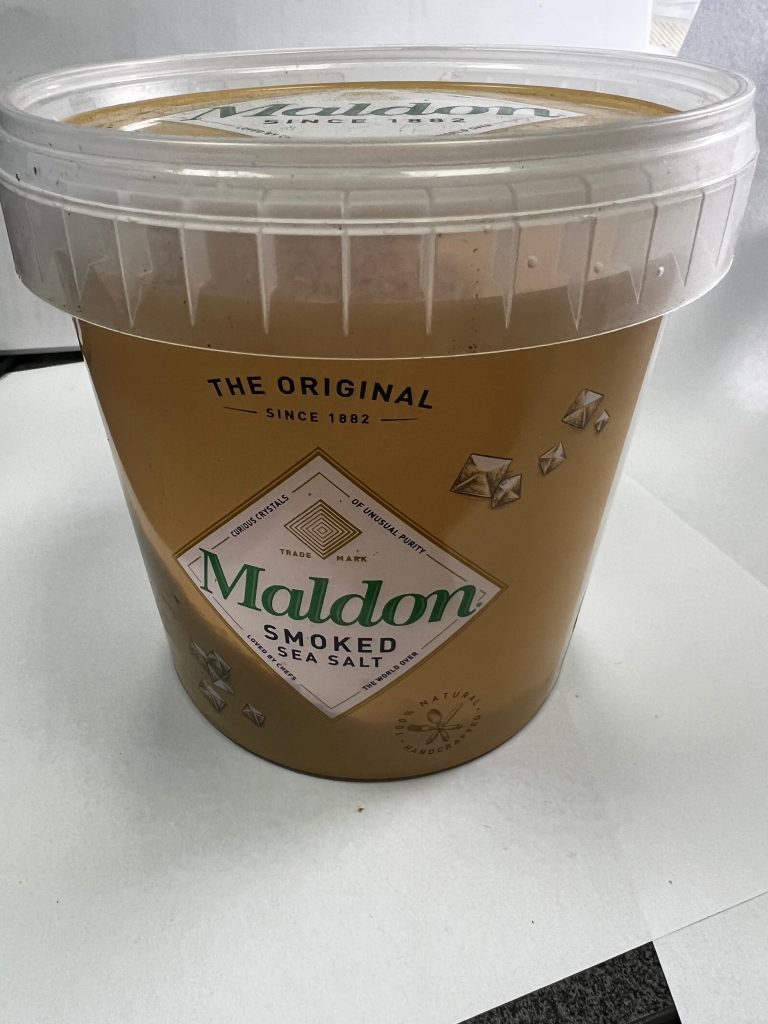 Maldon
SINCE 1882
THE ORIGINAL
SINCE 1882
CURIOUS CRYSTALS
OF UNUSUAL PURITY
TRADE MARK
Maldon
SMOKED
SEA SALT
LOVED BY CHEFS
THE WORLD OVER
100% NATURAL
HANDCRAFTED